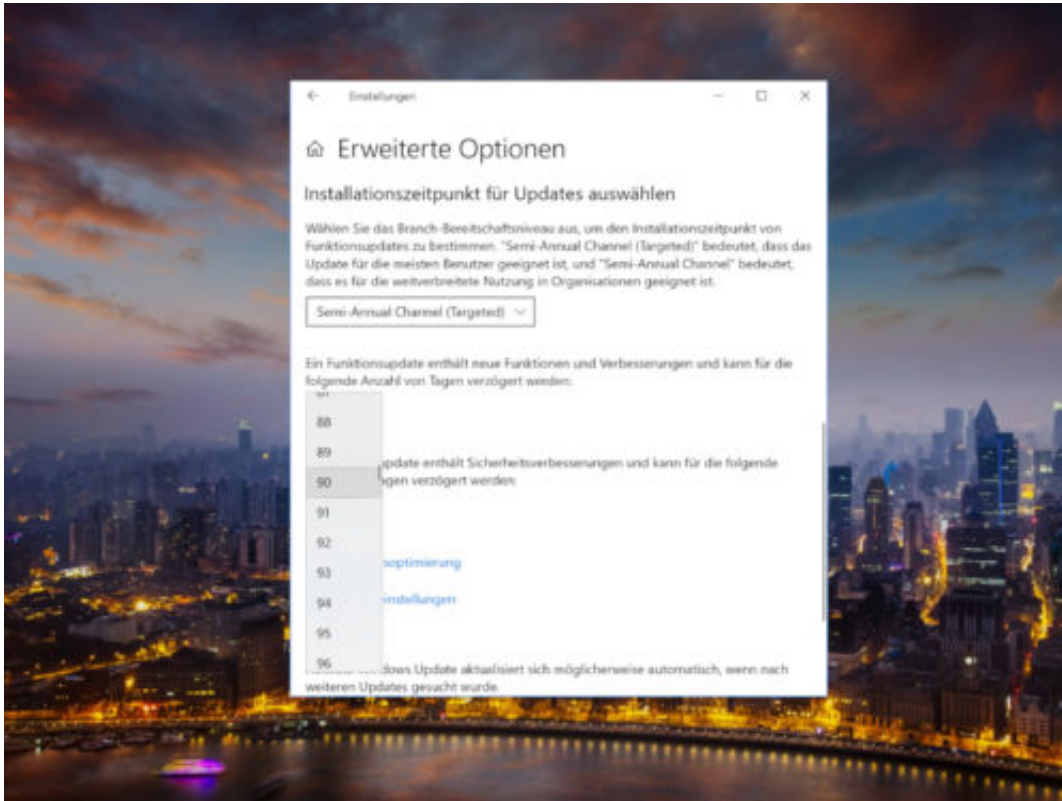 Einstellungen
Erweiterte Optionen
Installationszeitpunkt für Updates auswählen
Wählen Sie das Branch-Bereitschaftsniveau aus, um den Installationszeitpunkt von
Funktionsupdates zu bestimmen. "Semi-Annual Channel (Targeted)" bedeutet, dass das
Update für die meisten Benutzer geeignet ist, und "Semi-Annual Channel" bedeutet,
dass es für die weitverbreitete Nutzung in Organisationen geeignet ist.
Semi-Annual Channel (Targeted)
Ein Funktionsupdate enthält neue Funktionen und Verbesserungen und kann für die
folgende Anzahl von Tagen verzögert werden:
88
89
90
91
92
93
94
95
96
update enthält Sicherheitsverbesserungen und kann für die folgende
agen verzögert werden:
soptimierung
instellungen
dows Update aktualisiert sich möglicherweise automatisch, wenn nach
weiteren Updates gesucht wurde.